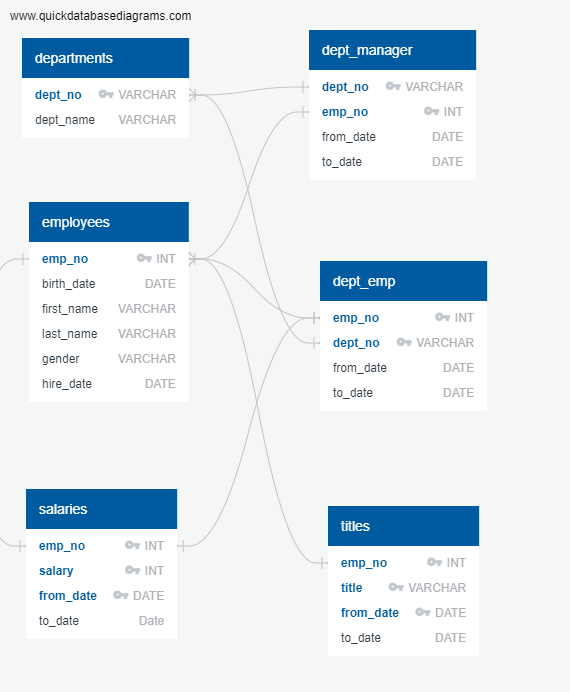 www.quickdatabasediagrams.com
departments
dept_no VARCHAR
dept_name VARCHAR
dept_manager
dept_no VARCHAR
emp_no INT
from_date DATE
to_date DATE
employees
emp_no INT
birth_date DATE
first_name VARCHAR
last_name VARCHAR
gender VARCHAR
hire_date DATE
dept_emp
emp_no INT
dept_no VARCHAR
from_date DATE
to_date DATE
salaries
emp_no INT
salary INT
from_date DATE
to_date Date
titles
emp_no INT
title VARCHAR
from_date DATE
to_date DATE